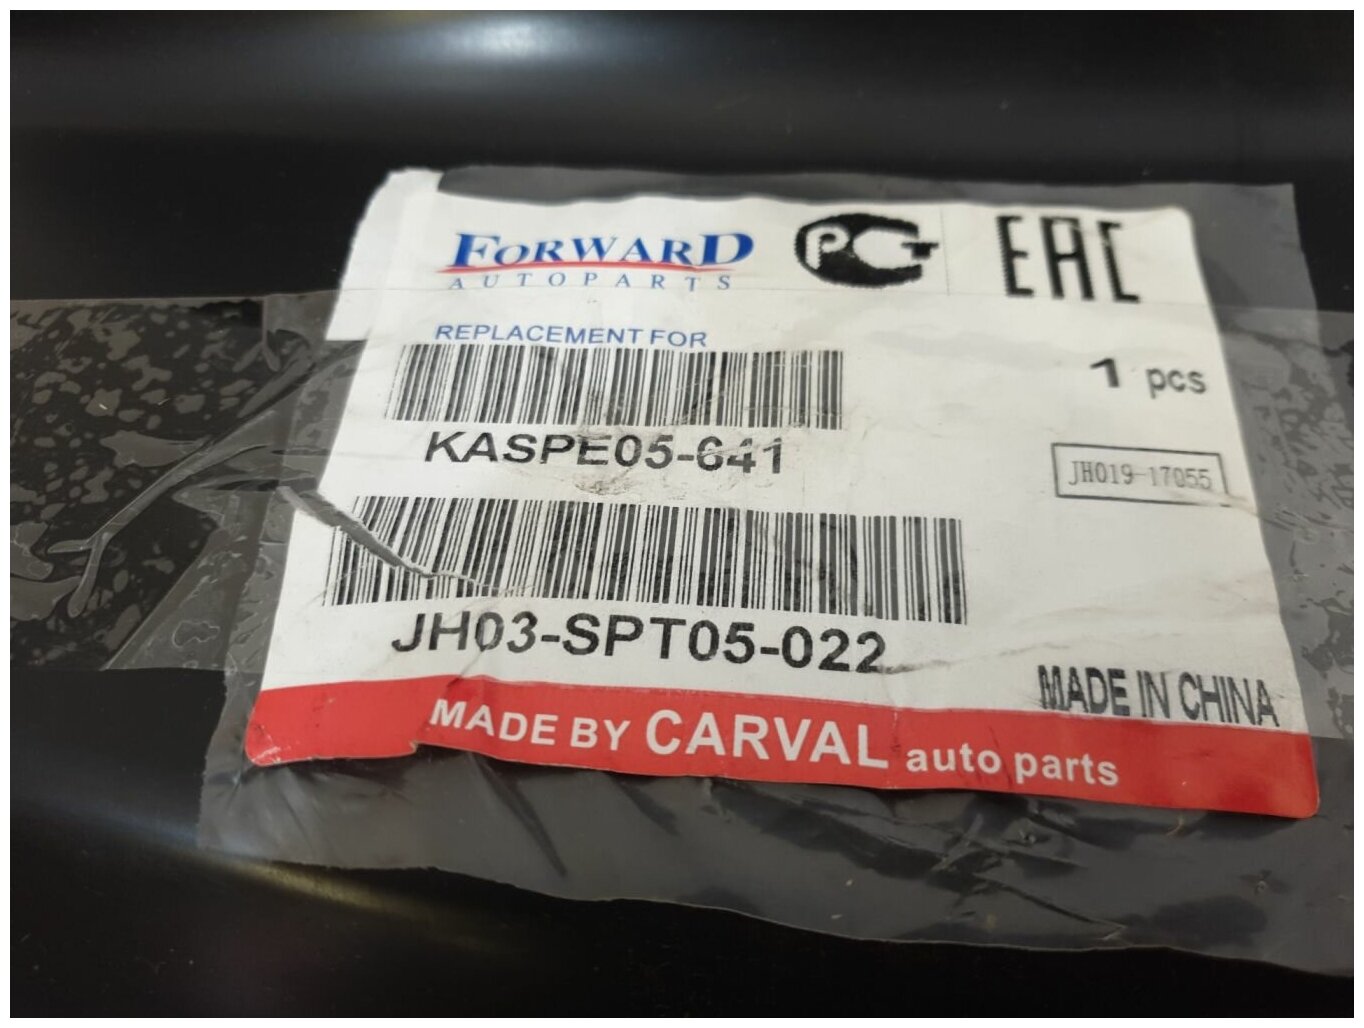 FORWARD
AUTOPARTS
PCT
EAC
REPLACEMENT FOR
1 pcs
KASPE05-641
JH019-17055
JH03-SPT05-022
MADE IN CHINA
MADE BY CARVAL auto parts